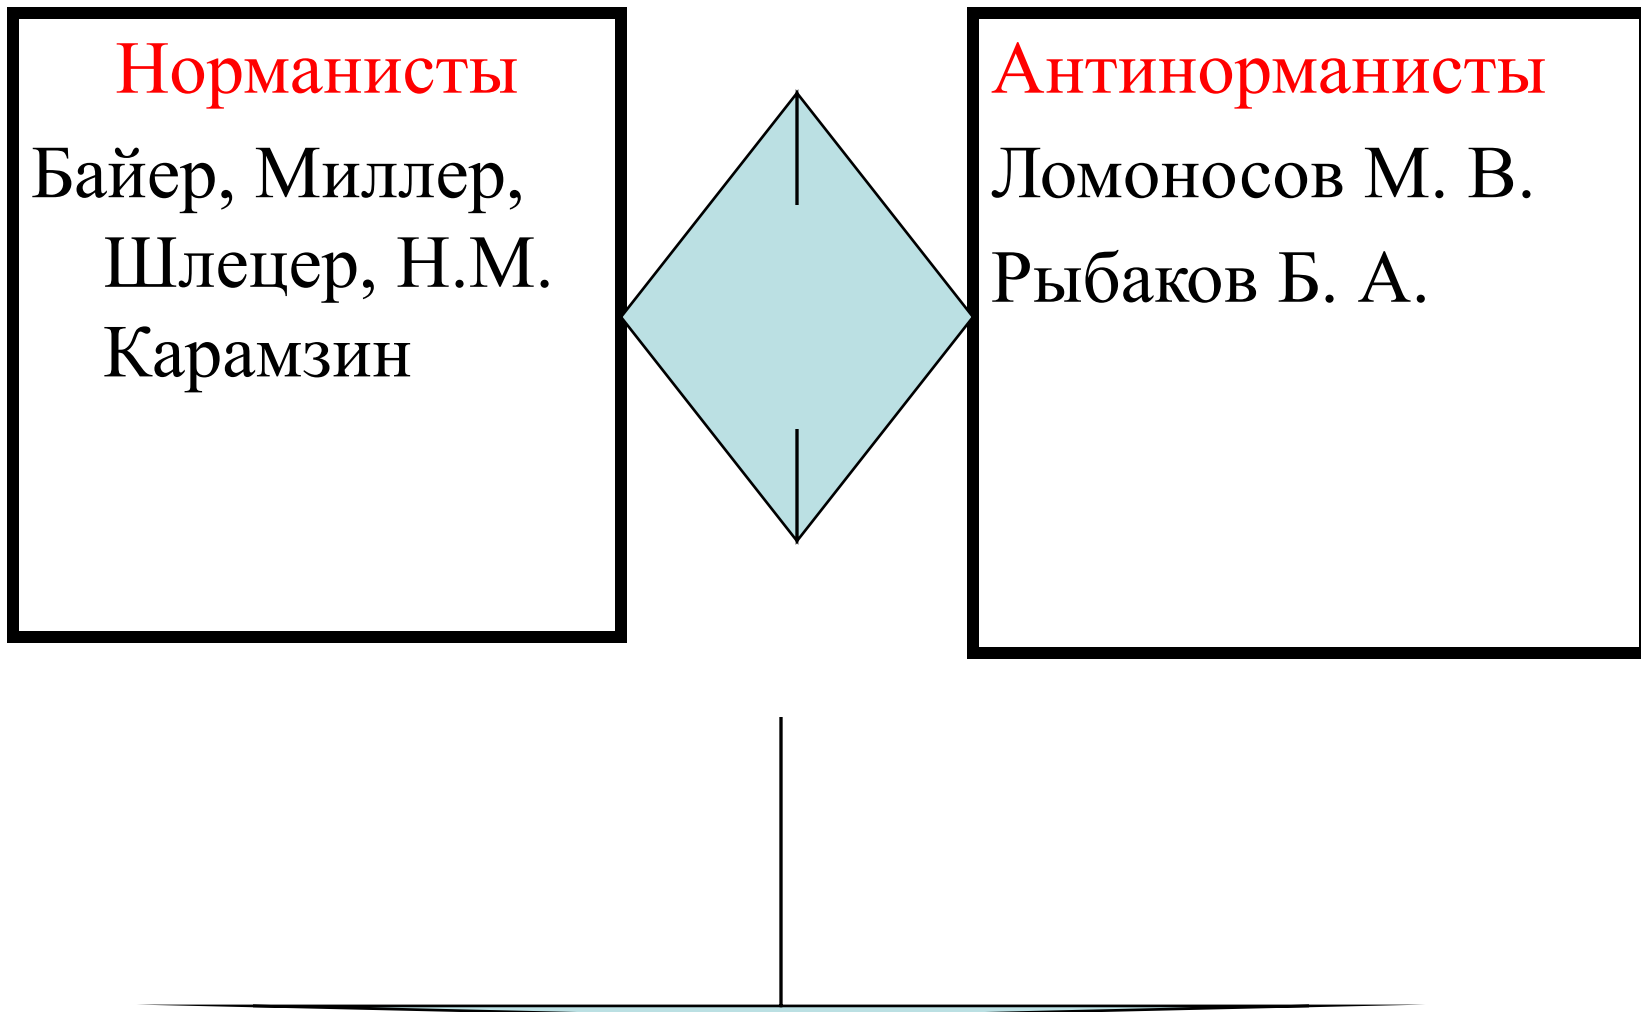 Норманисты
Байер, Миллер,
Шлецер, Н.М.
Карамзин
Антинорманисты
Ломоносов М. В.
Рыбаков Б. А.